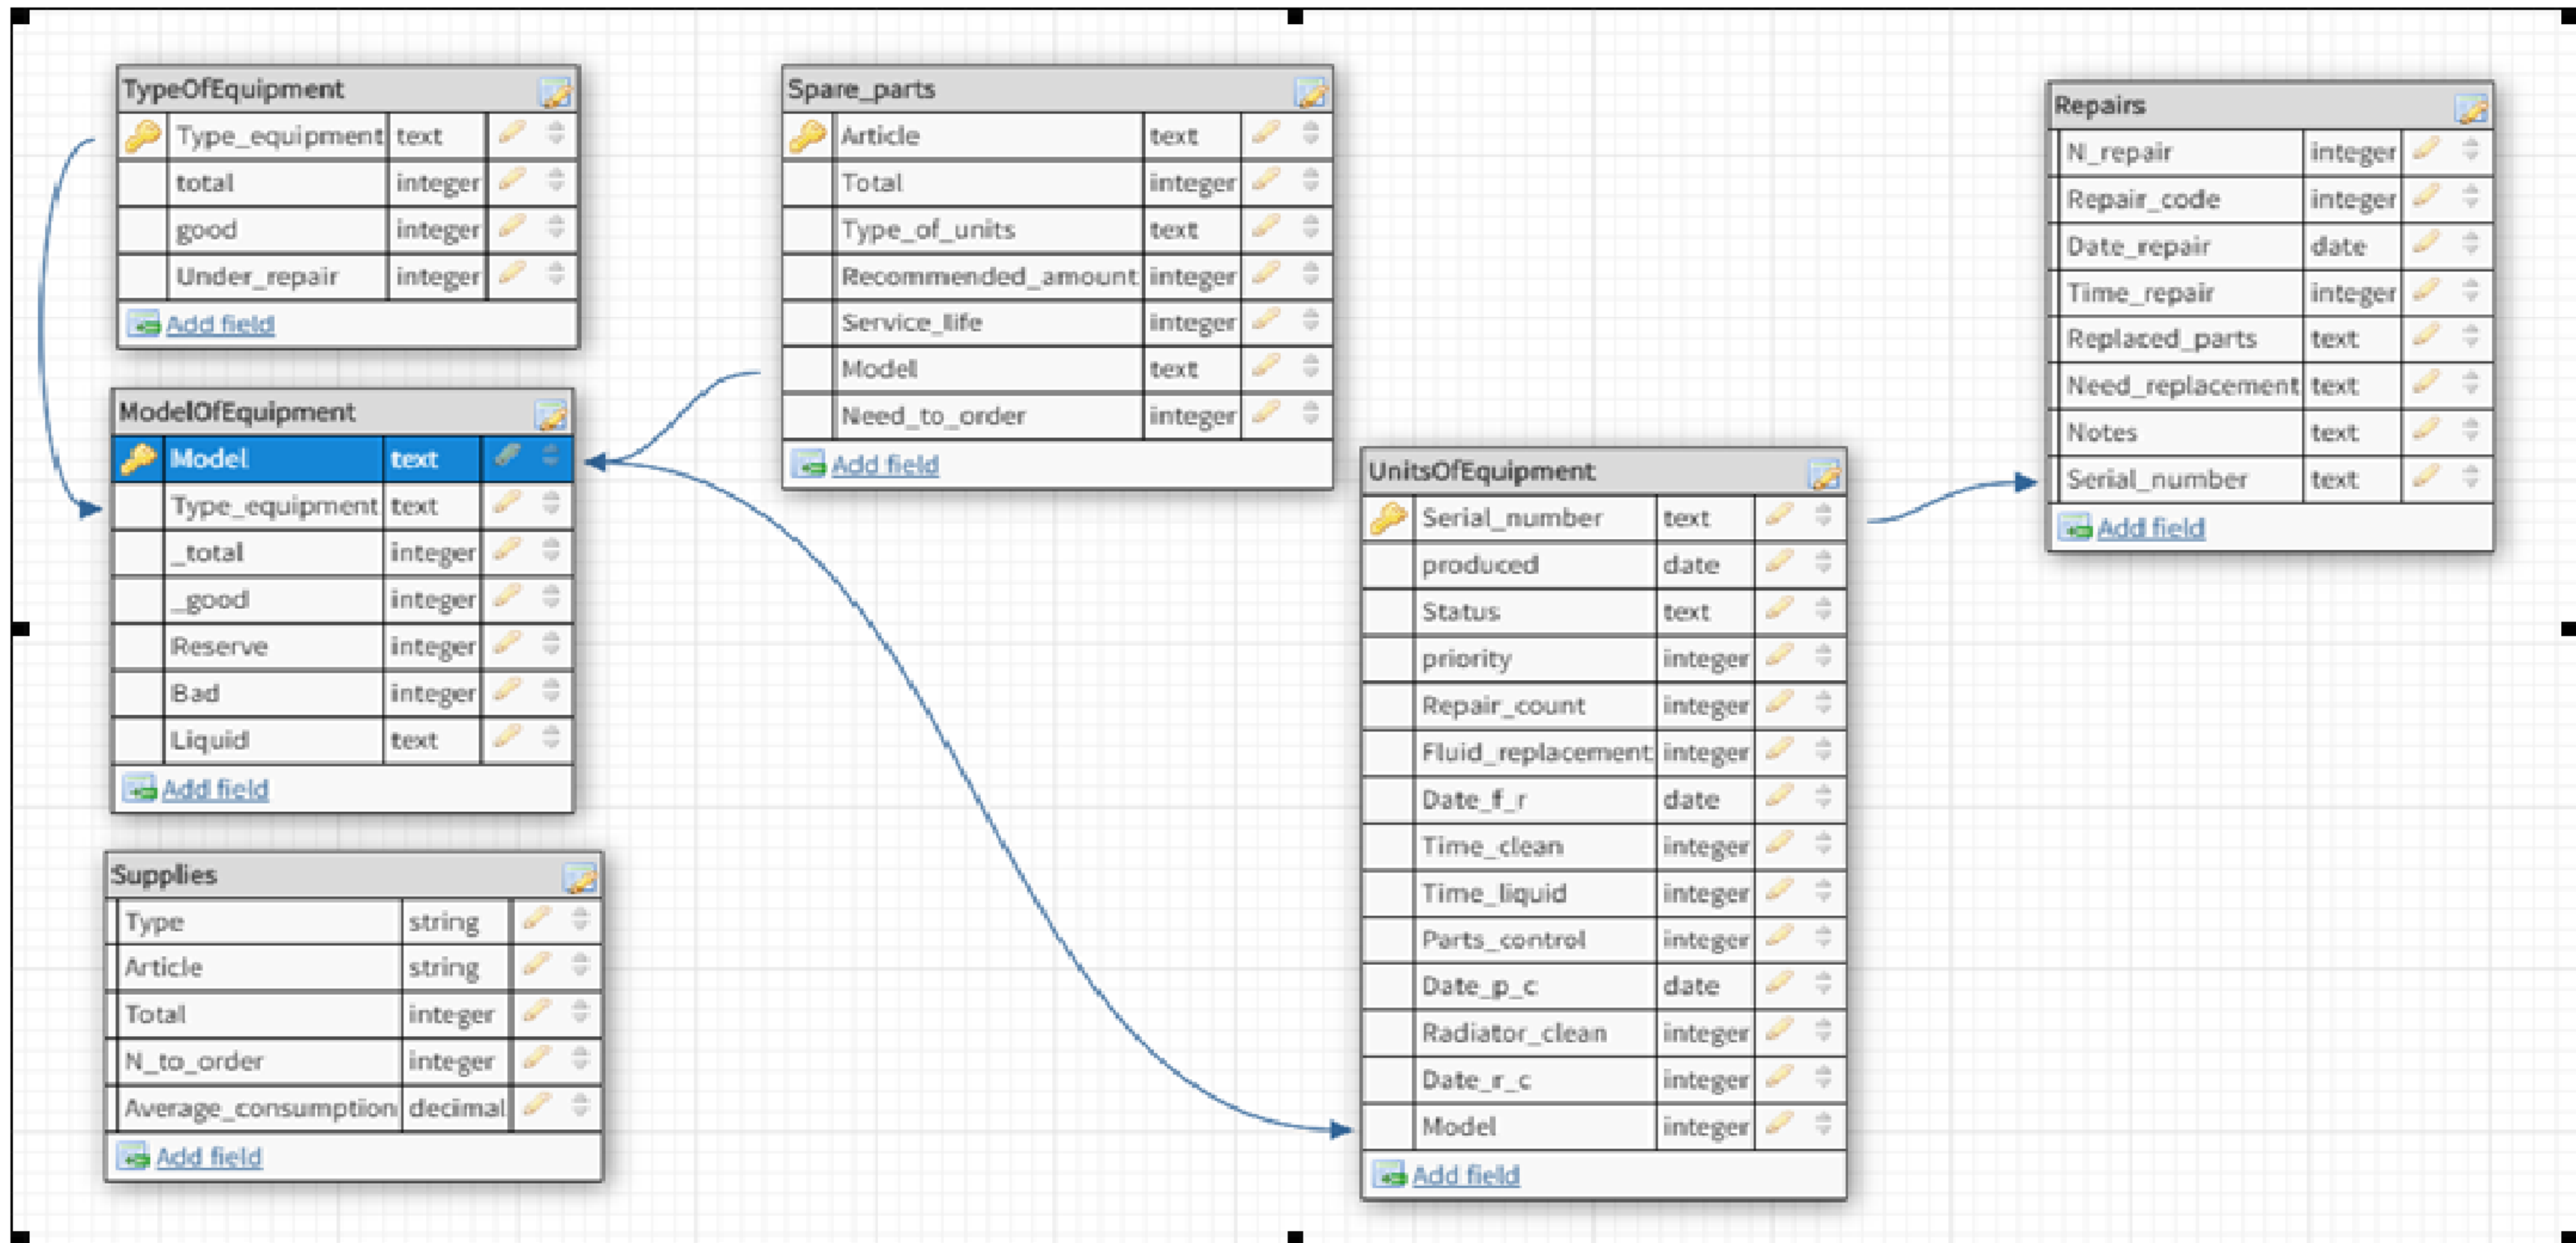 TypeOfEquipment
Type_equipment text
total integer
good integer
Under_repair integer
Add field
ModelOfEquipment
Model text
Type_equipment text
_total integer
_good integer
Reserve integer
Bad integer
Liquid text
Add field
Supplies
Type string
Article string
Total integer
N_to_order integer
Average_consumption decimal
Add field
Spare_parts
Article text
Total integer
Type_of_units text
Recommended_amount integer
Service_life integer
Model text
Need_to_order integer
Add field
UnitsOfEquipment
Serial_number text
produced date
Status text
priority integer
Repair_count integer
Fluid_replacement integer
Date_f_r date
Time_clean integer
Time_liquid integer
Parts_control integer
Date_p_c date
Radiator_clean integer
Date_r_c integer
Model integer
Add field
Repairs
N_repair integer
Repair_code integer
Date_repair date
Time_repair integer
Replaced_parts text
Need_replacement text
Notes text
Serial_number text
Add field